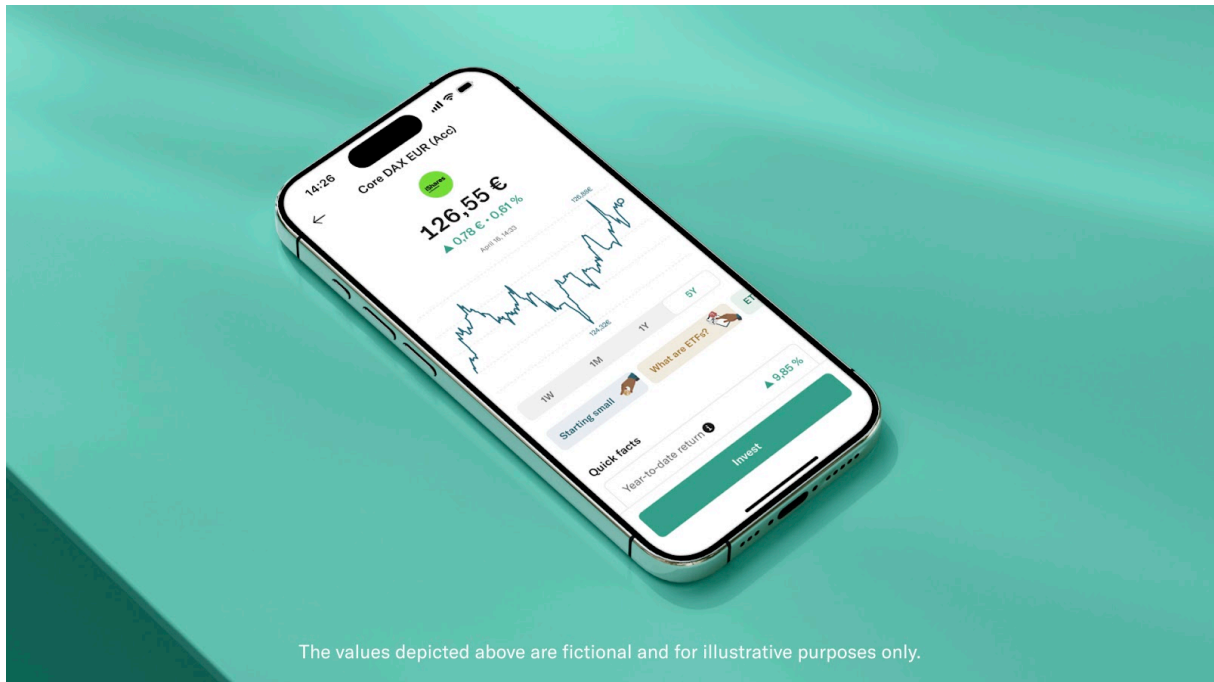 14:26
Core DAX EUR (Acc)
iShares
126,55 €
▲ 0,78 € • 0,61 %
April 16, 14:33
126,89€
124,32€
1W
1M
1Y
5Y
Starting small
What are ETFs?
ET
Quick facts
Year-to-date return
▲ 9,85 %
Invest
The values depicted above are fictional and for illustrative purposes only.